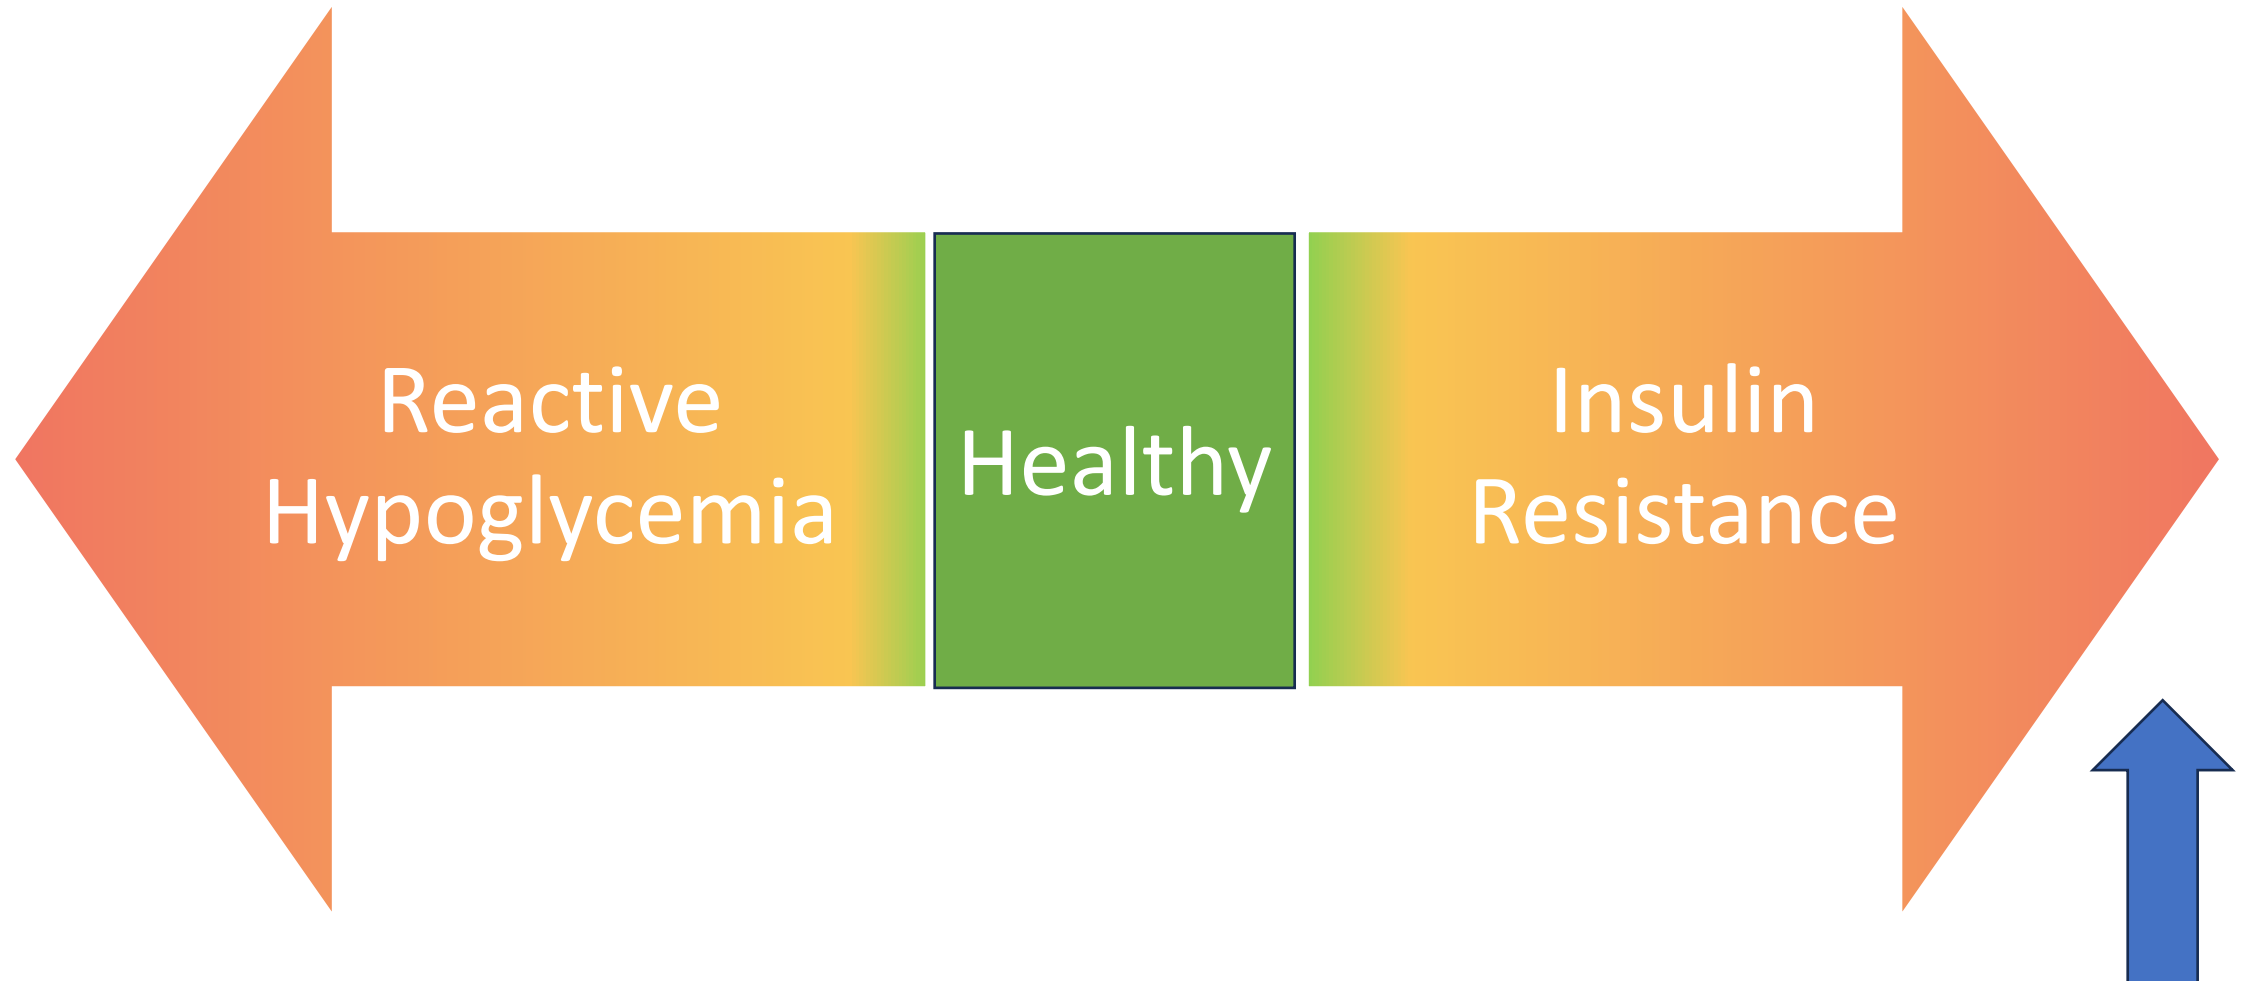 Reactive
Hypoglycemia
Healthy
Insulin
Resistance